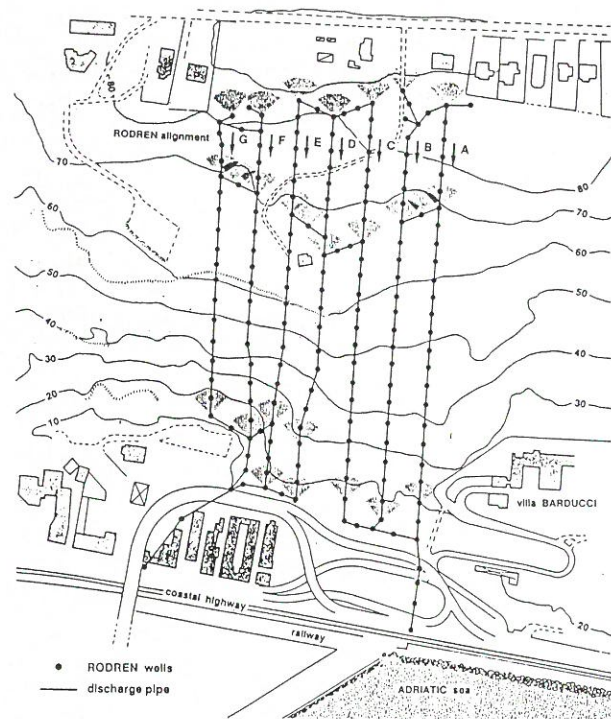 80
RODREN alignment
G
F
E
D
C
B
A
70
80
60
70
50
60
40
50
30
40
20
30
10
villa BARDUCCI
coastal highway
railway
20
RODREN wells
discharge pipe
ADRIATIC sea